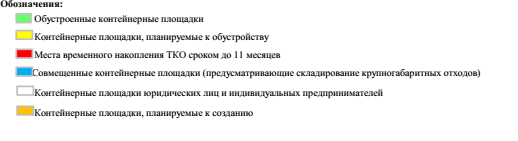 Обозначения:
Обустроенные контейнерные площадки
Контейнерные площадки, планируемые к обустройству
Места временного накопления ТКО сроком до 11 месяцев
Совмещенные контейнерные площадки (предусматривающие складирование крупногабаритных отходов)
Контейнерные площадки юридических лиц и индивидуальных предпринимателей
Контейнерные площадки, планируемые к созданию